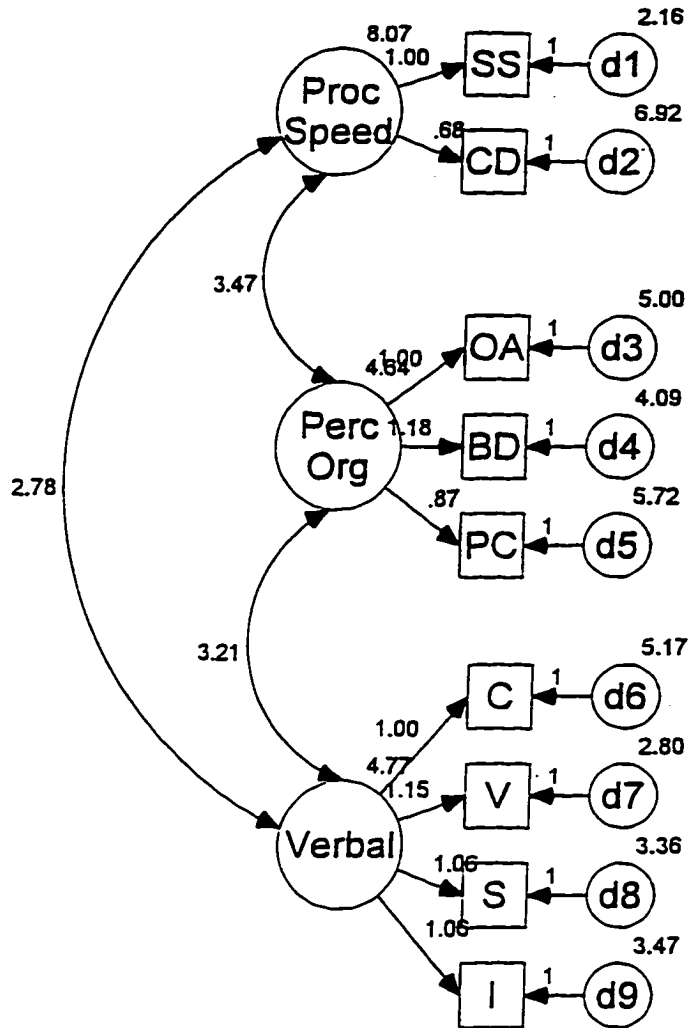 2.16
8.07
1.00
SS
1
d1
Proc
Speed
6.92
.68
CD
1
d2
3.47
5.00
1.00
4.64
OA
1
d3
4.09
Perc
Org
1.18
BD
1
d4
2.78
5.72
.87
PC
1
d5
3.21
5.17
C
1
d6
1.00
2.80
4.77
1.15
V
1
d7
Verbal
3.36
1.06
S
1
d8
1.06
3.47
I
1
d9